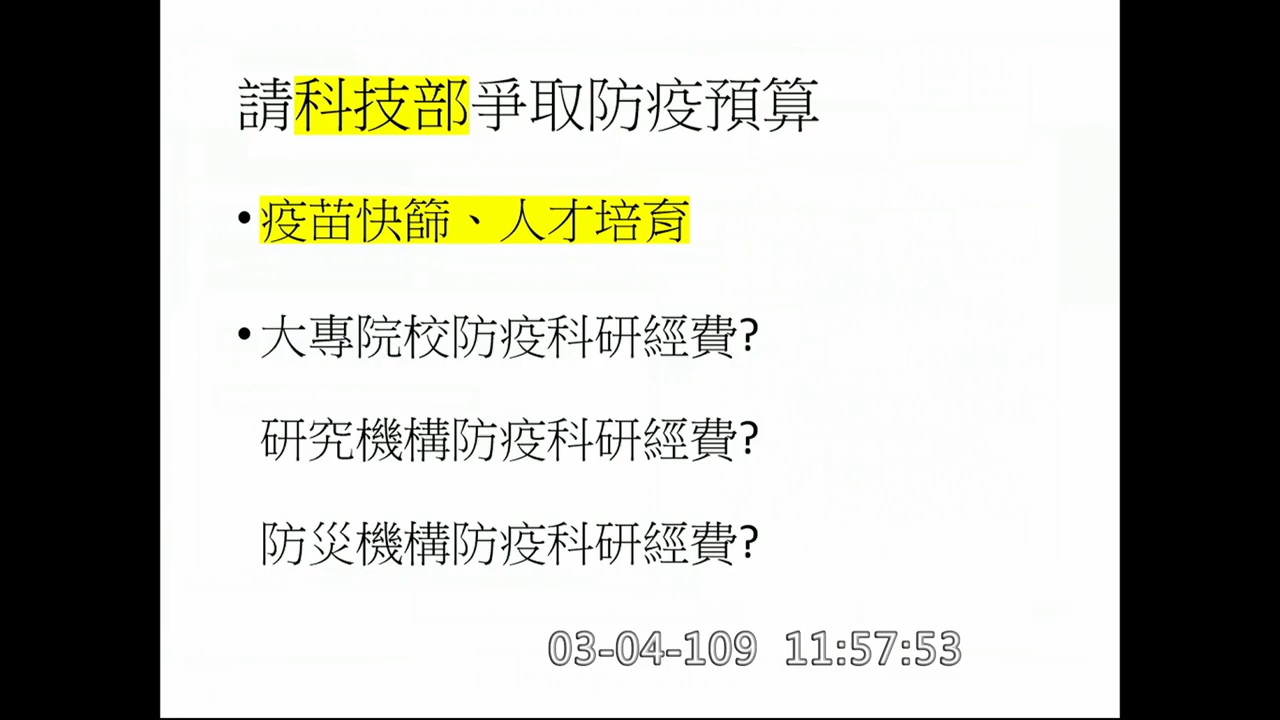 請科技部爭取防疫預算
•疫苗快篩、人才培育
•大專院校防疫科研經費?
研究機構防疫科研經費?
防災機構防疫科研經費?
03-04-109 11:57:53